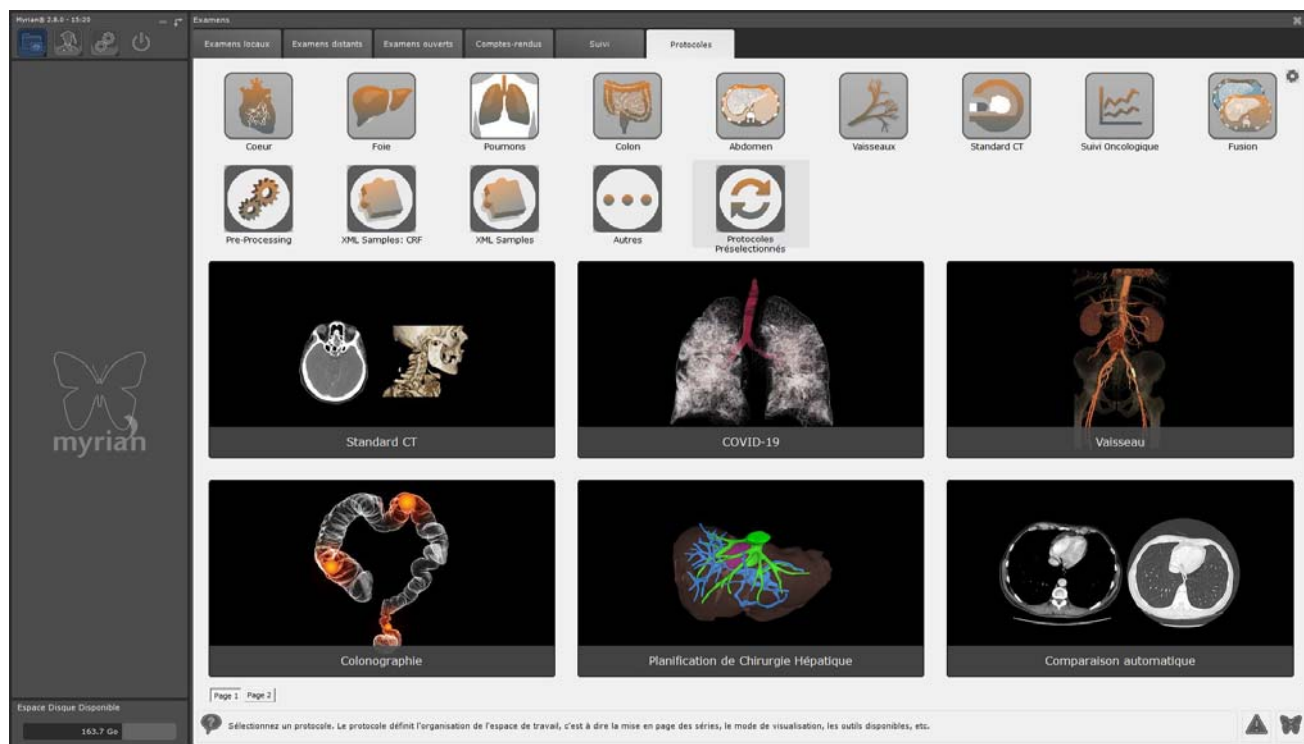 Myrian® 2.8.0 - 15:20
Examens
Examens locaux
Examens distants
Examens ouverts
Comptes-rendus
Suivi
Protocoles
Coeur
Foie
Poumons
Colon
Abdomen
Vaisseaux
Standard CT
Suivi Oncologique
Fusion
Pre-Processing
XML Samples: CRF
XML Samples
Autres
Protocoles
Préselectionnés
Standard CT
COVID-19
Vaisseau
myrian
Colonographie
Planification de Chirurgie Hépatique
Comparaison automatique
Page 1
Page 2
Espace Disque Disponible
163.7 Go
Sélectionnez un protocole. Le protocole définit l'organisation de l'espace de travail, c'est à dire la mise en page des séries, le mode de visualisation, les outils disponibles, etc.